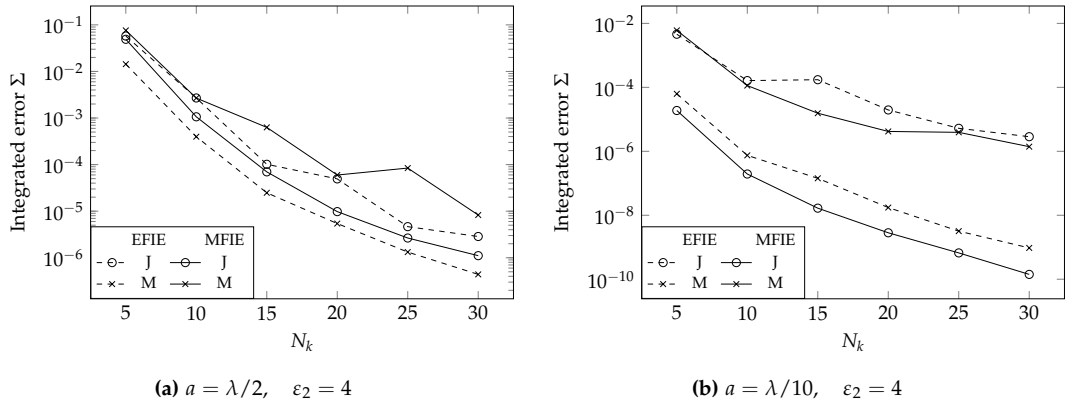 10⁻¹
10⁻²
10⁻³
10⁻⁴
10⁻⁵
10⁻⁶
Integrated error Σ
EFIE MFIE
J J
M M
5 10 15 20 25 30
N_k
(a) a = λ/2, ε₂ = 4
10⁻²
10⁻⁴
10⁻⁶
10⁻⁸
10⁻¹⁰
Integrated error Σ
EFIE MFIE
J J
M M
5 10 15 20 25 30
N_k
(b) a = λ/10, ε₂ = 4